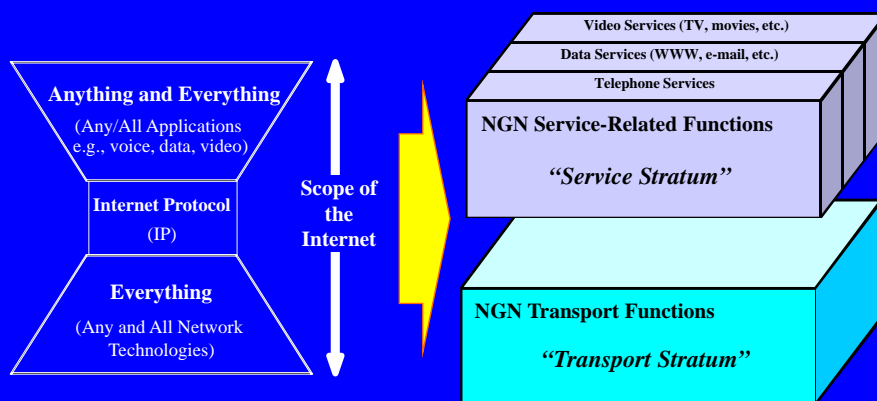 Anything and Everything
(Any/All Applications
e.g., voice, data, video)
Internet Protocol
(IP)
Everything
(Any and All Network
Technologies)
Scope of
the
Internet
Video Services (TV, movies, etc.)
Data Services (WWW, e-mail, etc.)
Telephone Services
NGN Service-Related Functions
“Service Stratum”
NGN Transport Functions
“Transport Stratum”